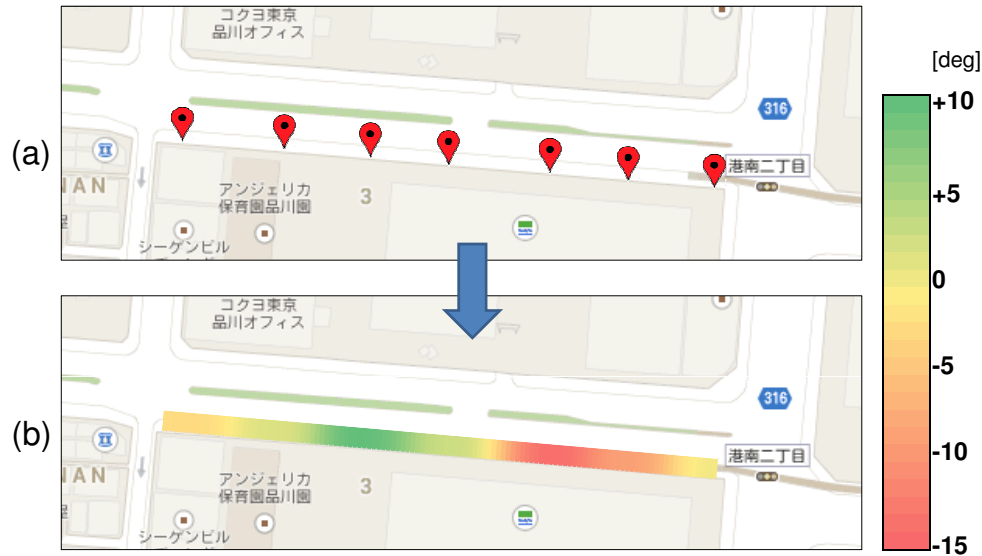 コクヨ東京
品川オフィス
316
(a)
NAN
アンジェリカ
保育園品川園
3
港南二丁目
シーケンビル
[deg]
+10
+5
0
-5
-10
-15
コクヨ東京
品川オフィス
316
(b)
NAN
アンジェリカ
保育園品川園
3
港南二丁目
シーケンビル